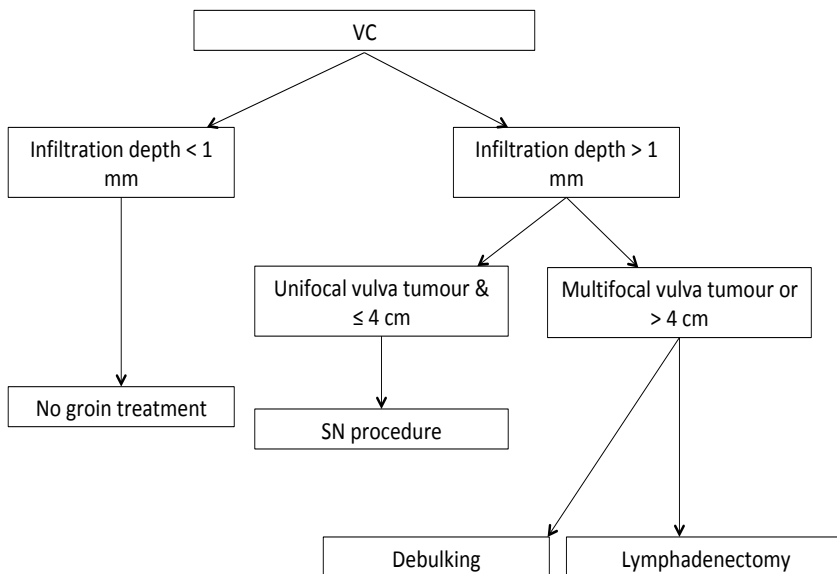 VC
Infiltration depth < 1
mm
Infiltration depth > 1
mm
Unifocal vulva tumour &
≤ 4 cm
Multifocal vulva tumour or
> 4 cm
No groin treatment
SN procedure
Debulking
Lymphadenectomy